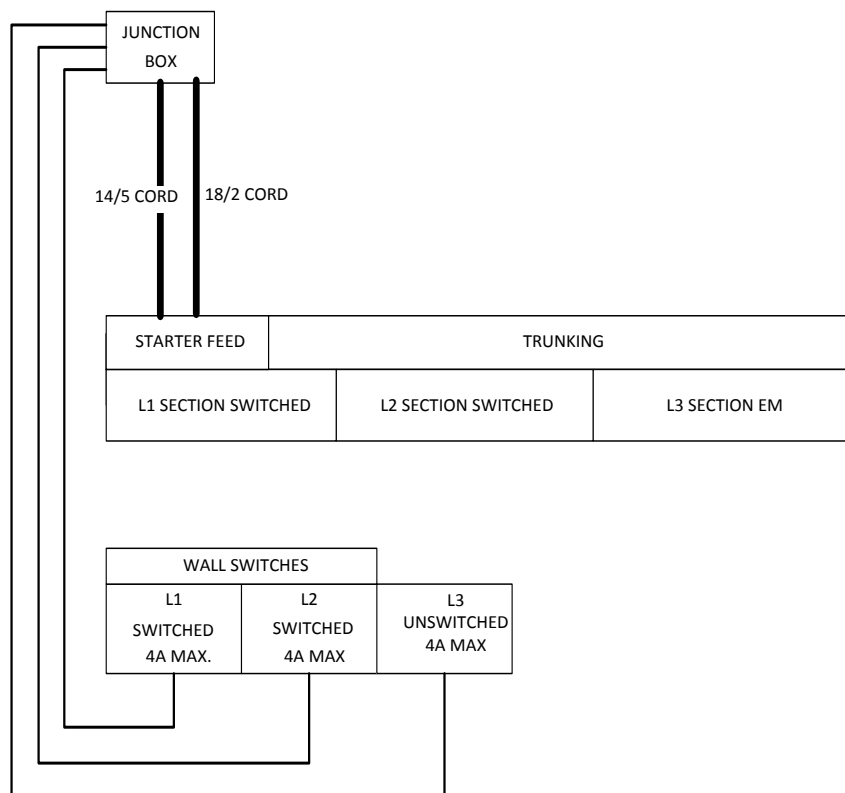 JUNCTION
BOX
14/5 CORD
18/2 CORD
STARTER FEED
TRUNKING
L1 SECTION SWITCHED
L2 SECTION SWITCHED
L3 SECTION EM
WALL SWITCHES
L1
SWITCHED
4A MAX.
L2
SWITCHED
4A MAX
L3
UNSWITCHED
4A MAX